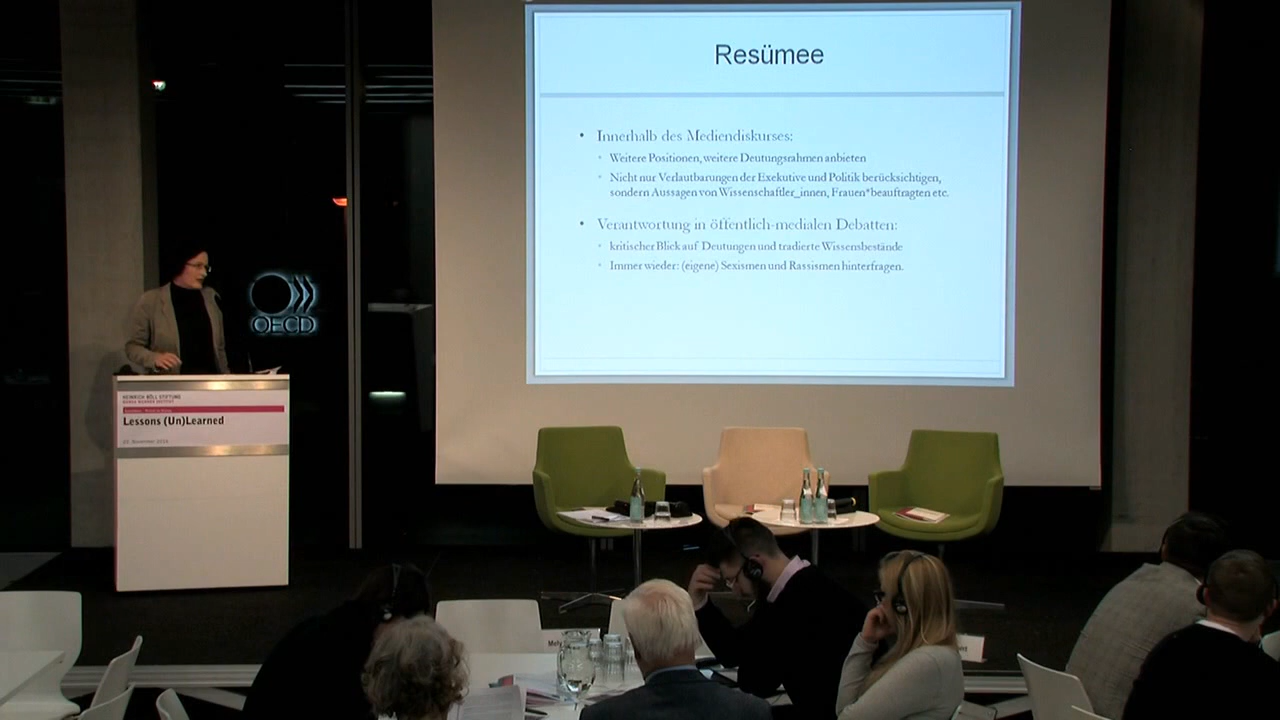 Resümee
• Innerhalb des Mediendiskurses:
• Weitere Positionen, weitere Deutungsrahmen anbieten
• Nicht nur Verlautbarungen der Exekutive und Politik berücksichtigen,
sondern Aussagen von Wissenschaftler_innen, Frauen*beauftragten etc.
• Verantwortung in öffentlich-medialen Debatten:
• kritischer Blick auf Deutungen und tradierte Wissensbestände
• Immer wieder: (eigene) Sexismen und Rassismen hinterfragen.
OECD
HEINRICH BÖLL STIFTUNG
Lessons (Un)Learned